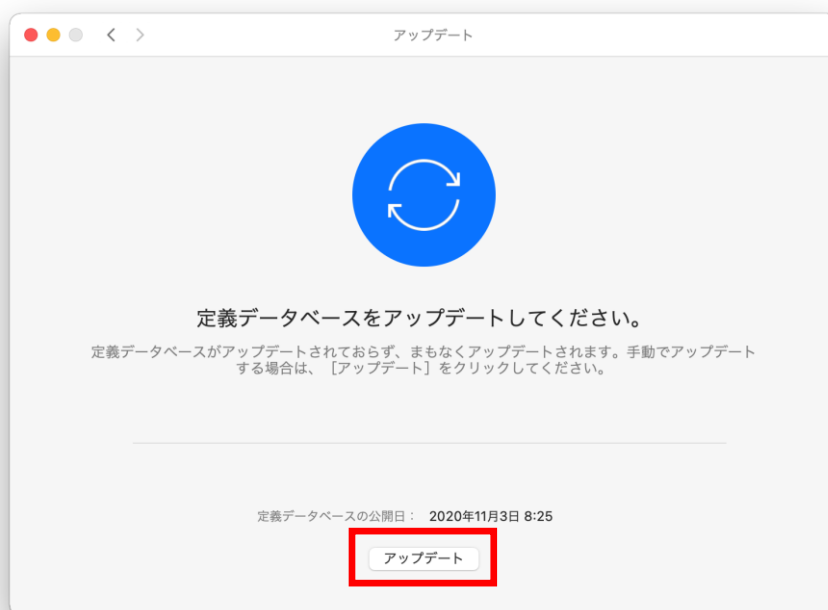 アップデート
定義データベースをアップデートしてください。
定義データベースがアップデートされておらず、まもなくアップデートされます。手動でアップデート
する場合は、［アップデート］をクリックしてください。
定義データベースの公開日： 2020年11月3日 8:25
アップデート